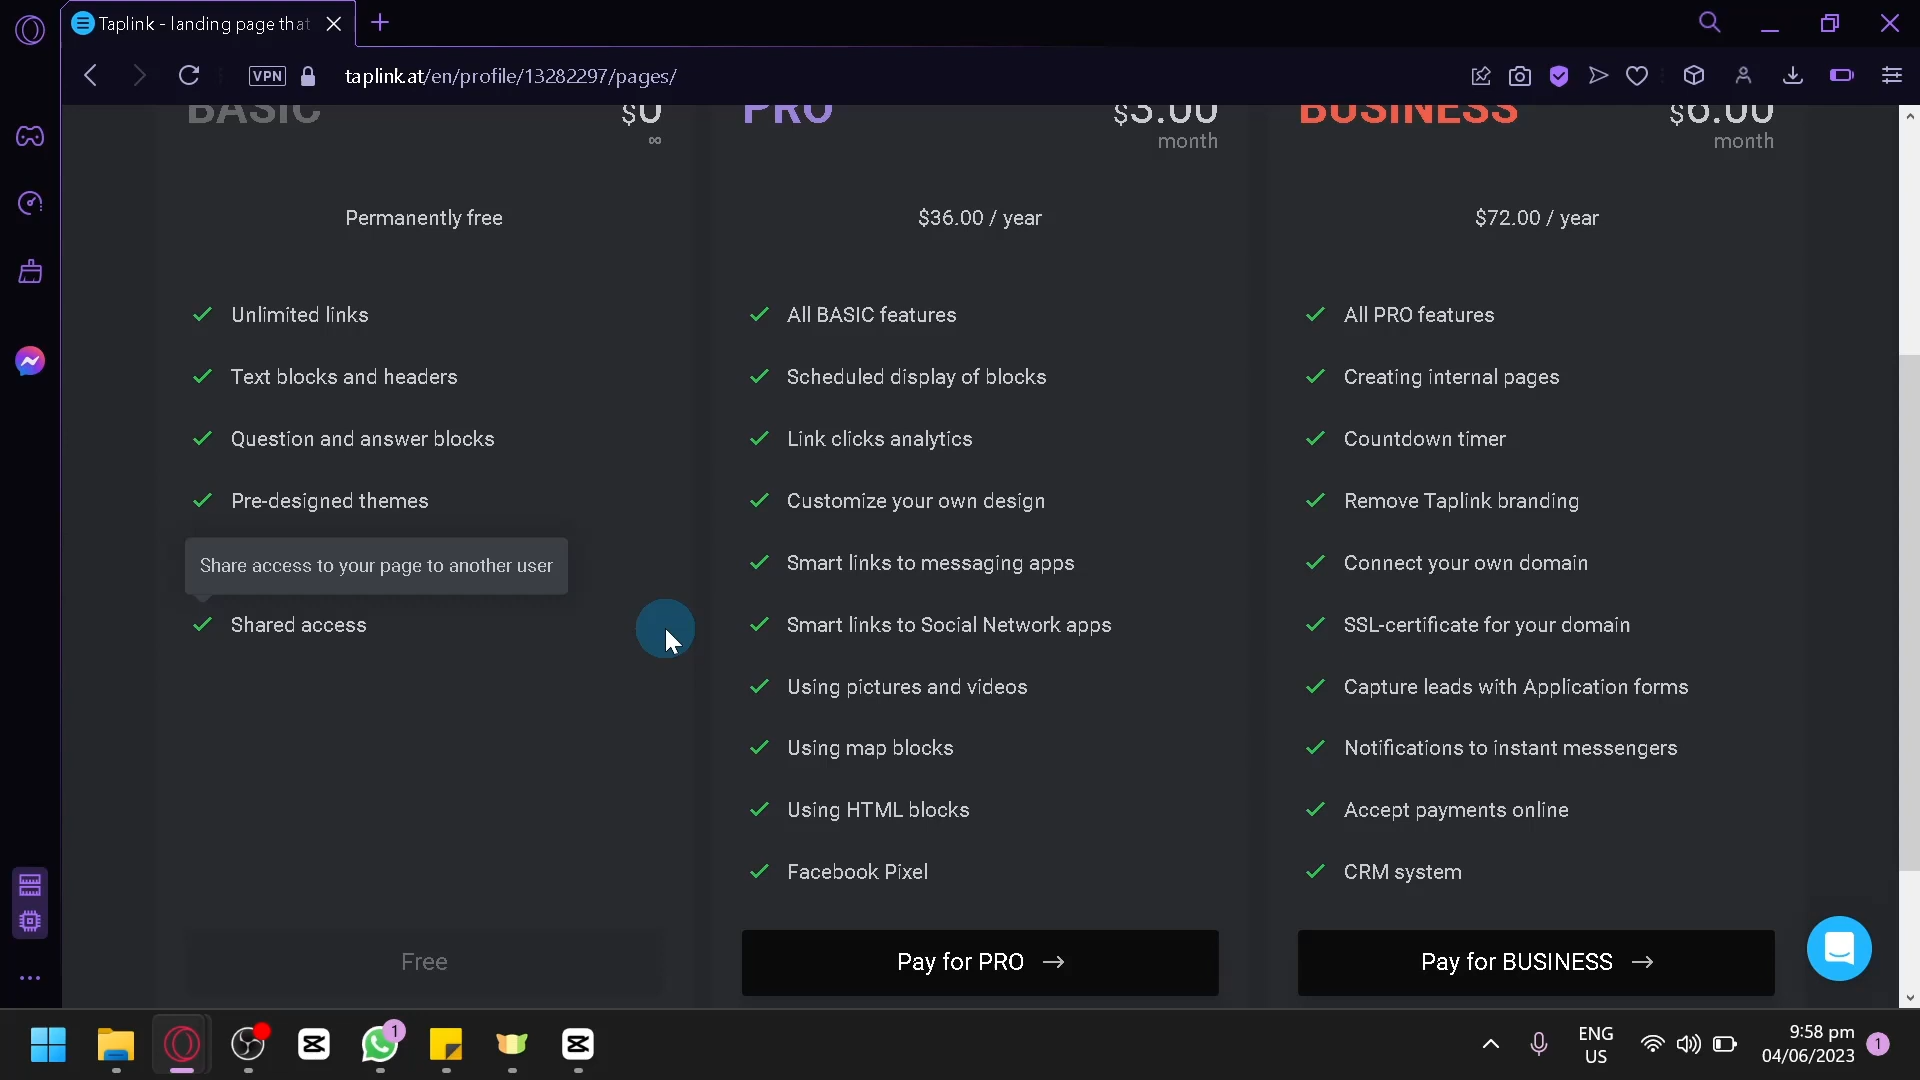 Taplink - landing page that
VPN
taplink.at/en/profile/13282297/pages/
BASIC
$0
∞
Permanently free
Unlimited links
Text blocks and headers
Question and answer blocks
Pre-designed themes
Share access to your page to another user
Shared access
Free
PRO
$3.00
month
$36.00 / year
All BASIC features
Scheduled display of blocks
Link clicks analytics
Customize your own design
Smart links to messaging apps
Smart links to Social Network apps
Using pictures and videos
Using map blocks
Using HTML blocks
Facebook Pixel
Pay for PRO →
BUSINESS
$6.00
month
$72.00 / year
All PRO features
Creating internal pages
Countdown timer
Remove Taplink branding
Connect your own domain
SSL-certificate for your domain
Capture leads with Application forms
Notifications to instant messengers
Accept payments online
CRM system
Pay for BUSINESS →
1
ENG
US
9:58 pm
04/06/2023
1